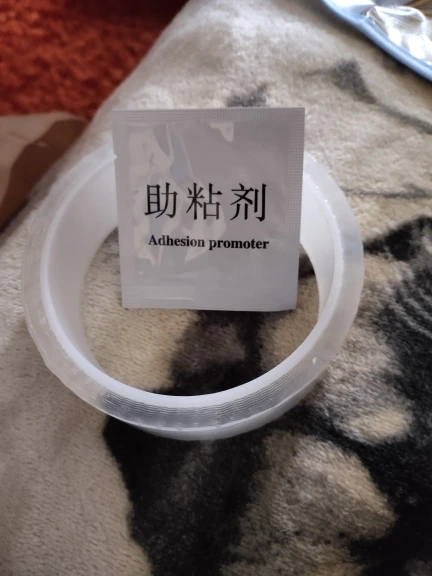 助粘剂
Adhesion promoter